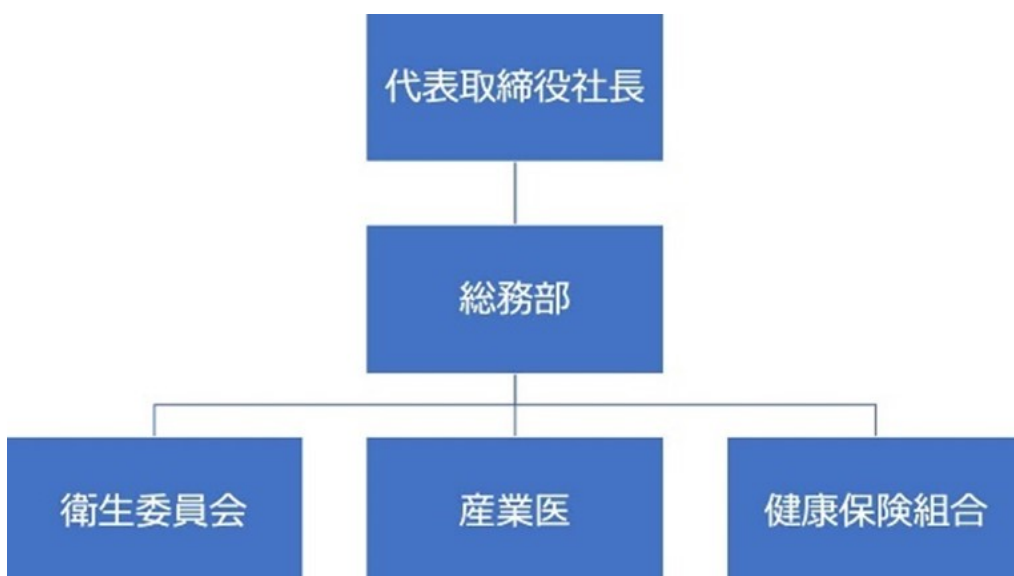 代表取締役社長
総務部
衛生委員会
産業医
健康保険組合